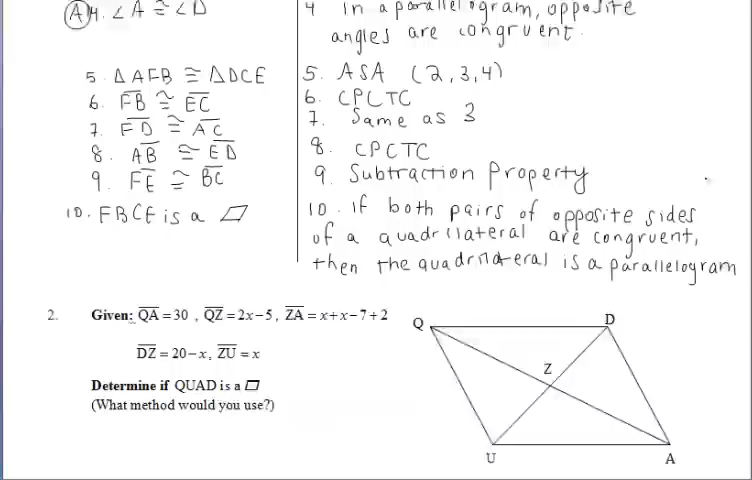 A 4. ∠A ≅ ∠D
4 In a parallelogram, opposite
angles are congruent.
5. △AFB ≅ △DCE
5. ASA (2,3,4)
6. FB ≅ EC
6. CPCTC
7. FD ≅ AC
7. Same as 3
8. AB ≅ ED
8. CPCTC
9. FE ≅ BC
9. Subtraction Property
10. FBCE is a ▱
10. If both pairs of opposite sides
of a quadrilateral are congruent,
then the quadrilateral is a parallelogram
2. Given: QA = 30 , QZ = 2x−5 , ZA = x+x−7+2
DZ = 20−x, ZU = x
Determine if QUAD is a ▱
(What method would you use?)
Q
D
Z
U
A